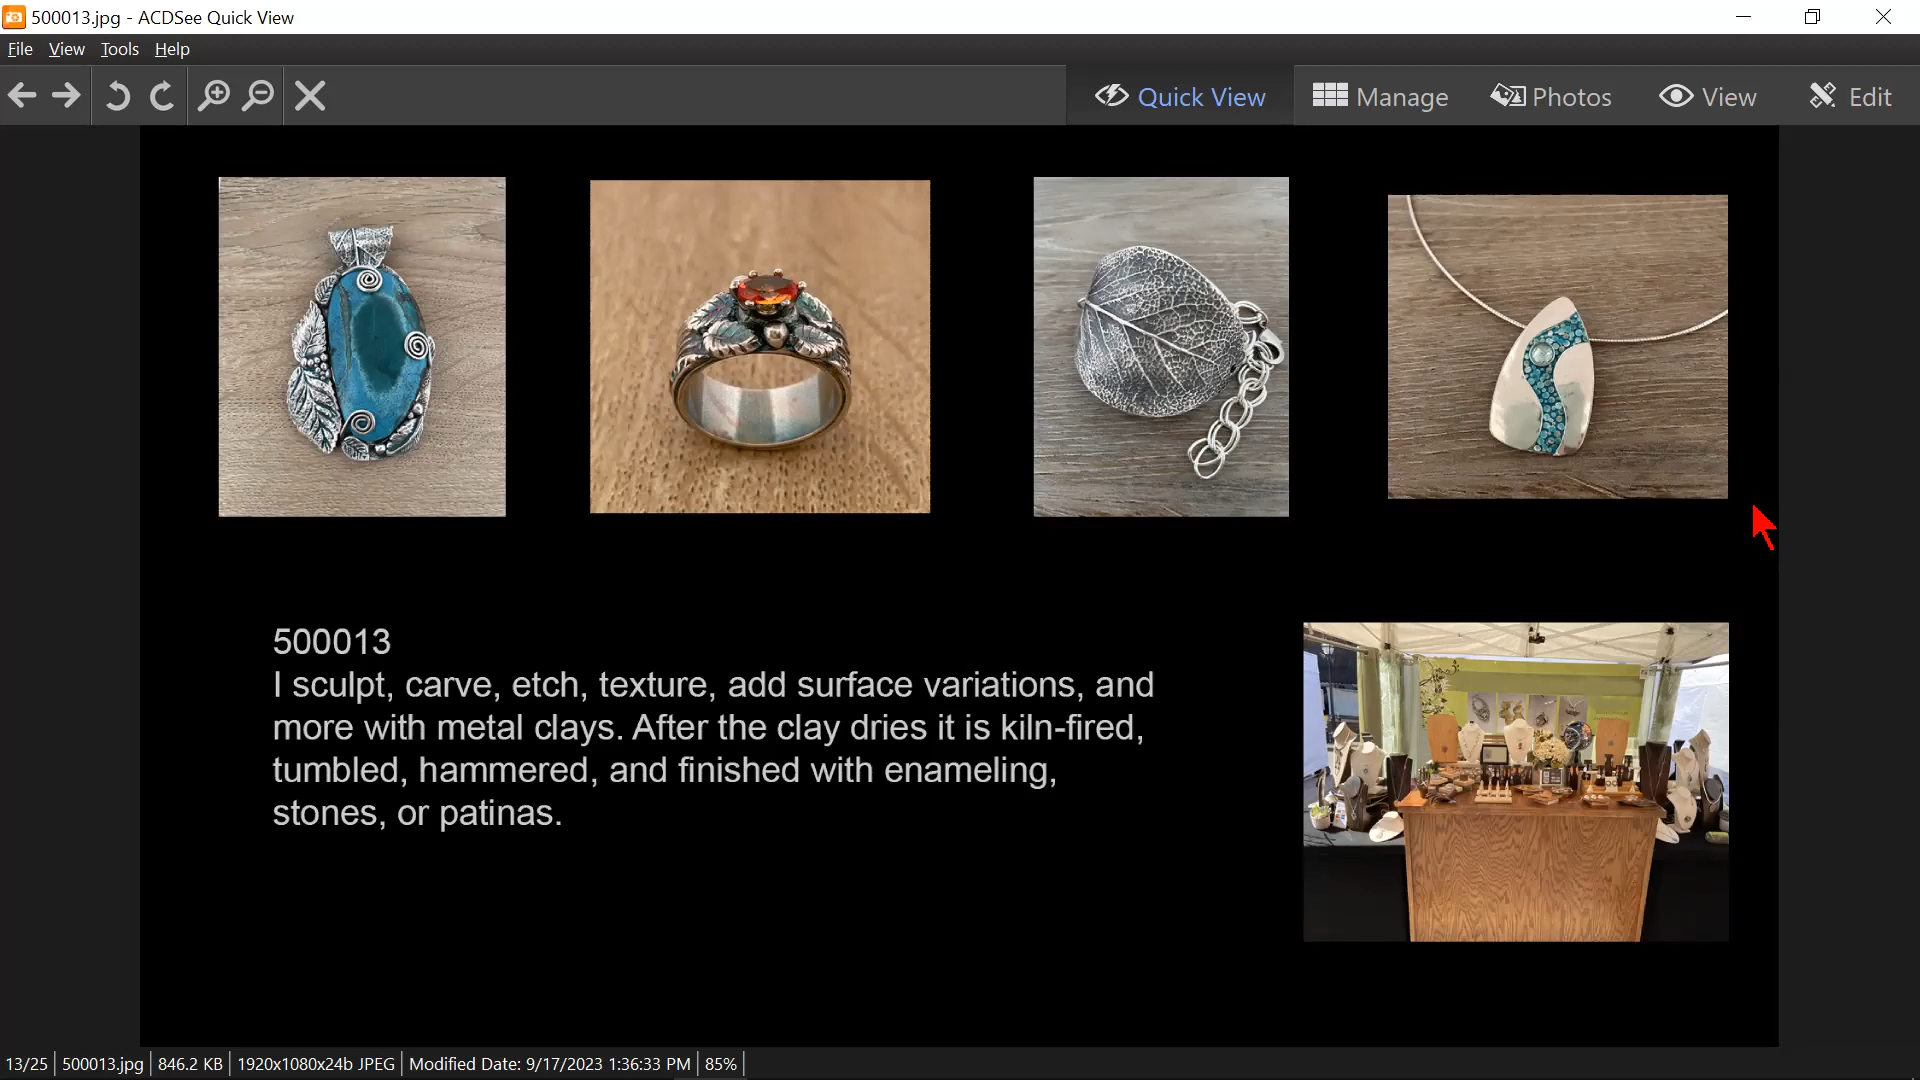 500013.jpg - ACDSee Quick View
File View Tools Help
Quick View Manage Photos View Edit
500013
I sculpt, carve, etch, texture, add surface variations, and
more with metal clays. After the clay dries it is kiln-fired,
tumbled, hammered, and finished with enameling,
stones, or patinas.
13/25 500013.jpg 846.2 KB 1920x1080x24b JPEG Modified Date: 9/17/2023 1:36:33 PM 85%